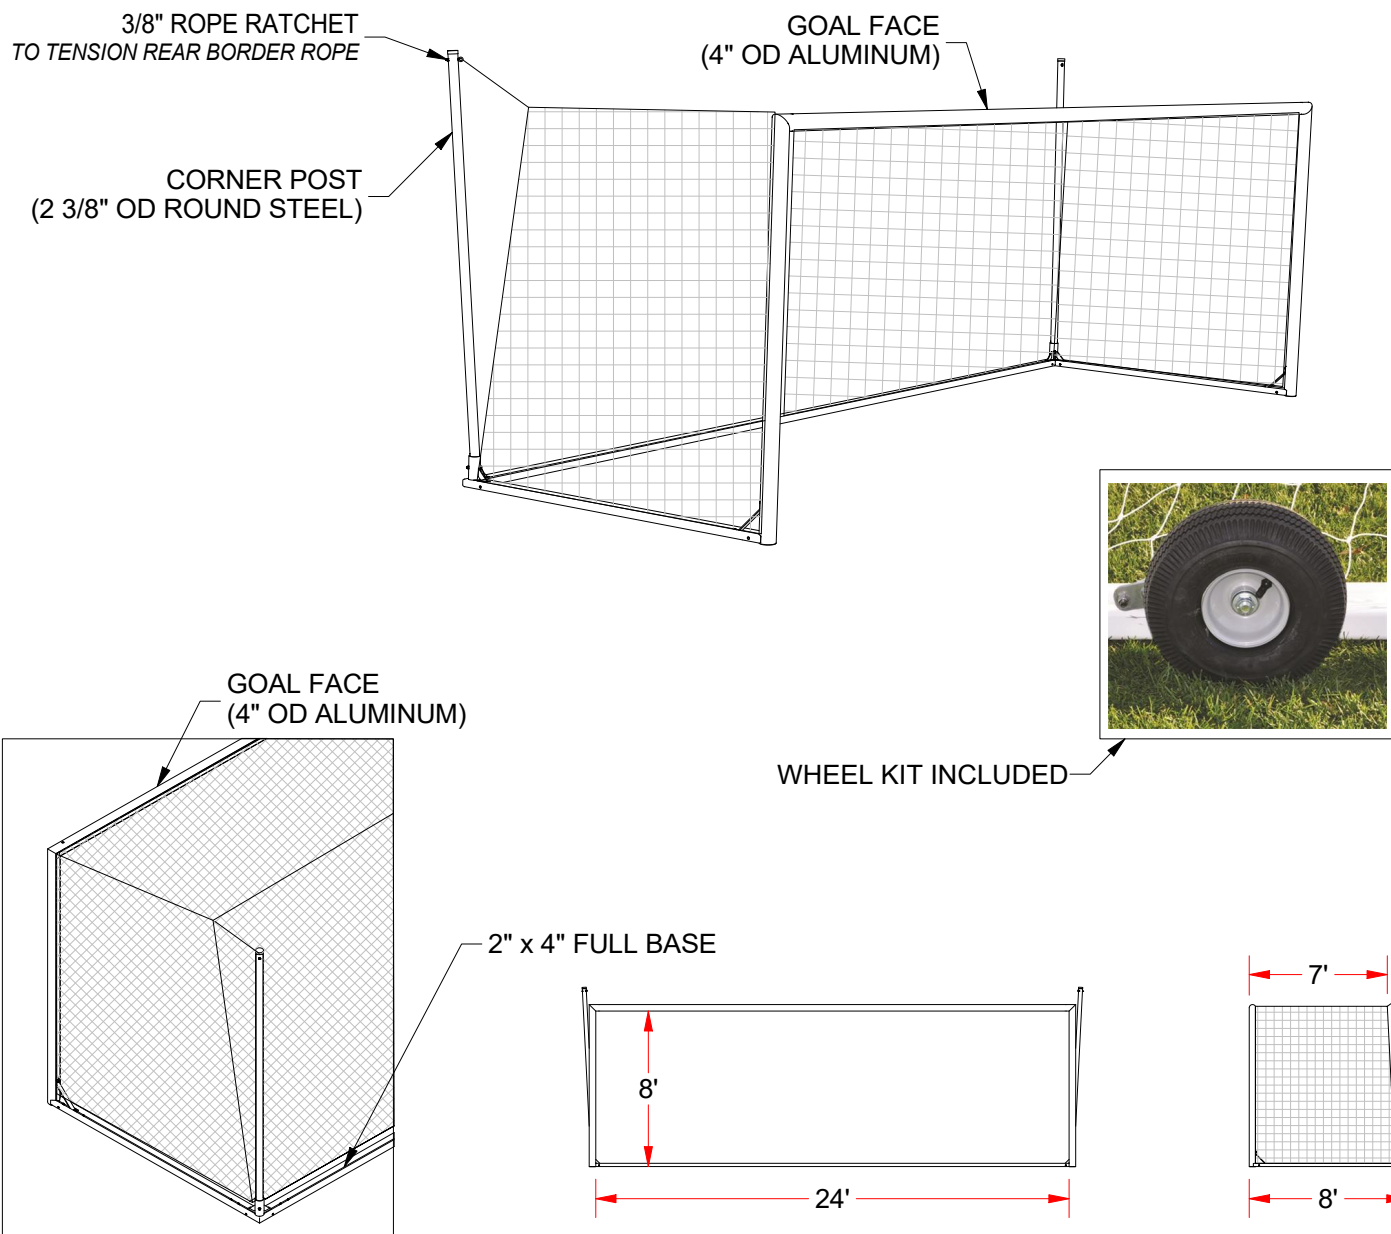 3/8" ROPE RATCHET
TO TENSION REAR BORDER ROPE
GOAL FACE
(4" OD ALUMINUM)
CORNER POST
(2 3/8" OD ROUND STEEL)
GOAL FACE
(4" OD ALUMINUM)
WHEEL KIT INCLUDED
2" x 4" FULL BASE
7'
8'
24'
8'